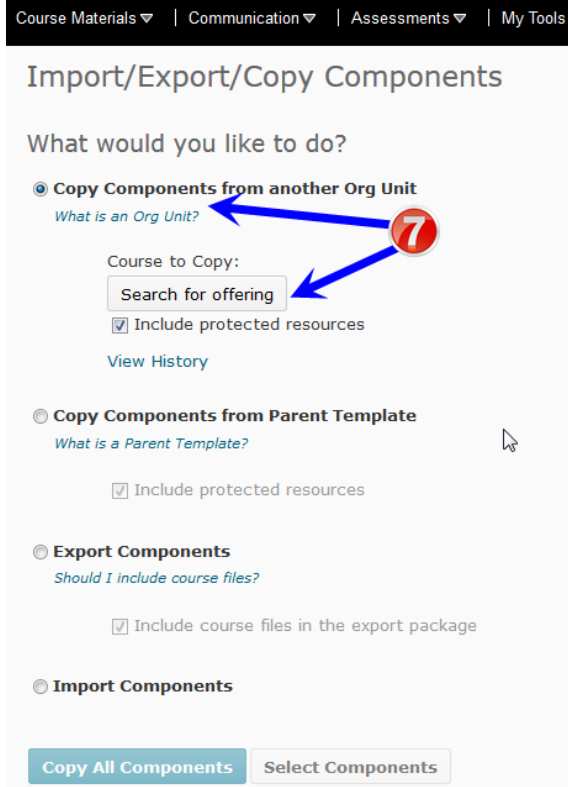 Course Materials | Communication | Assessments | My Tools
Import/Export/Copy Components
What would you like to do?
Copy Components from another Org Unit
What is an Org Unit?
7
Course to Copy:
Search for offering
Include protected resources
View History
Copy Components from Parent Template
What is a Parent Template?
Include protected resources
Export Components
Should I include course files?
Include course files in the export package
Import Components
Copy All Components Select Components